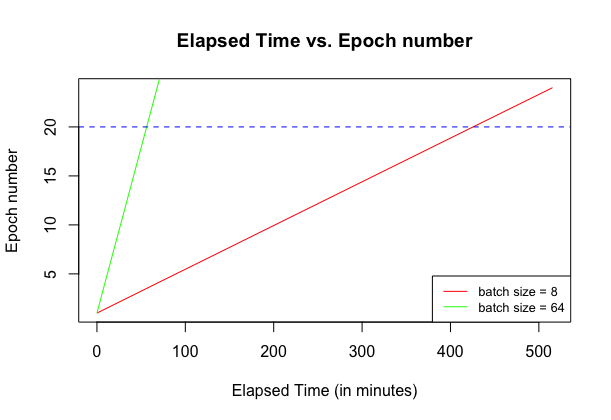 Elapsed Time vs. Epoch number
Epoch number
20
15
10
5
batch size = 8
batch size = 64
0 100 200 300 400 500
Elapsed Time (in minutes)